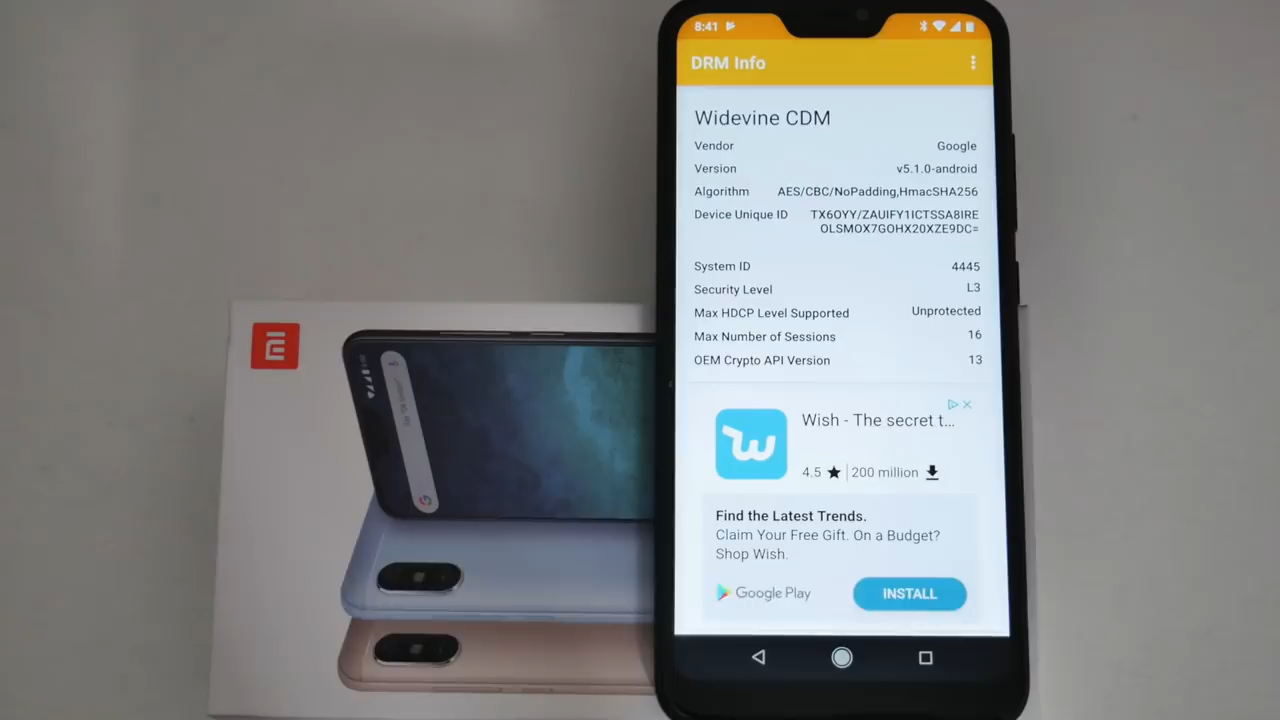 8:41
DRM Info
Widevine CDM
Vendor Google
Version v5.1.0-android
Algorithm AES/CBC/NoPadding,HmacSHA256
Device Unique ID TX6OYY/ZAUIFY1ICTSSA8IRE
OLSMOX7GOHX20XZE9DC=
System ID 4445
Security Level L3
Max HDCP Level Supported Unprotected
Max Number of Sessions 16
OEM Crypto API Version 13
Wish - The secret t...
4.5 ★ | 200 million
Find the Latest Trends.
Claim Your Free Gift. On a Budget?
Shop Wish.
Google Play
INSTALL